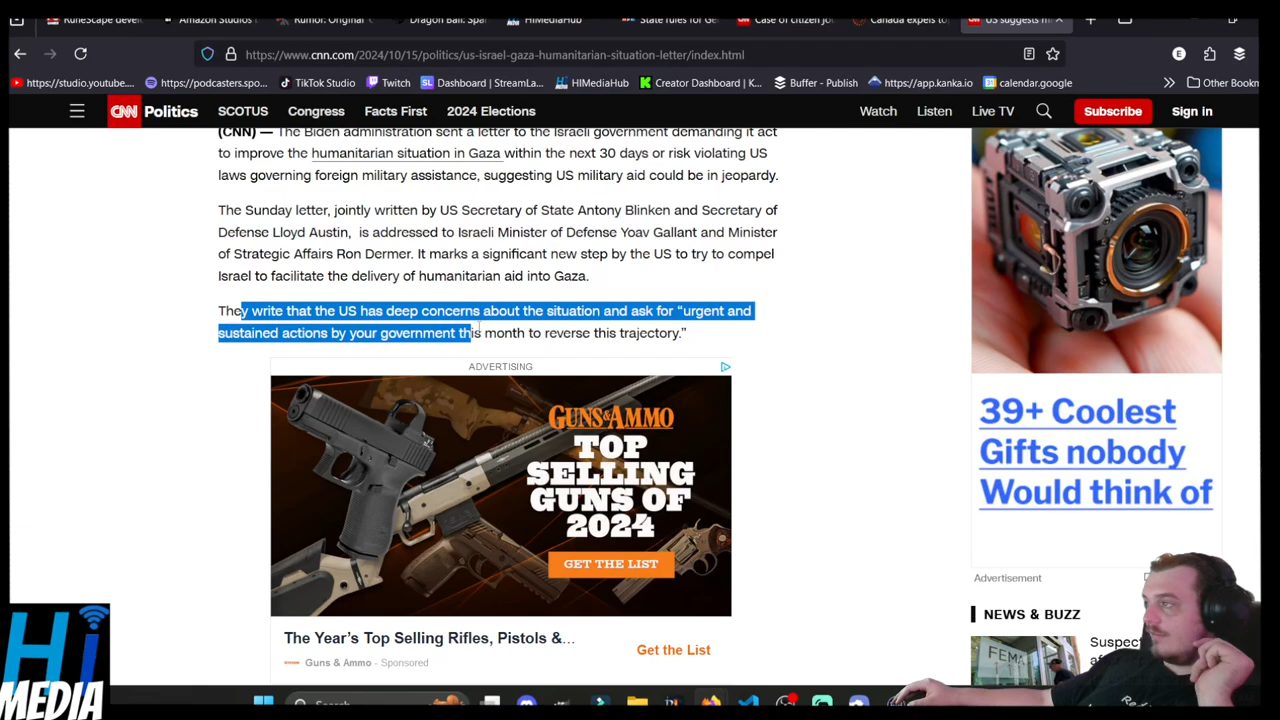 RuneScape devel
Amazon Studios
Rumor: Original
Dragon Ball: Spa
HiMediaHub
State rules for Ge
Case of citizen jo
Canada expels to
US suggests mi
https://www.cnn.com/2024/10/15/politics/us-israel-gaza-humanitarian-situation-letter/index.html
E
https://studio.youtube....
https://podcasters.spo...
TikTok Studio
Twitch
SL Dashboard | StreamLa...
HIMediaHub
Creator Dashboard | K...
Buffer - Publish
https://app.kanka.io
calendar.google
Other Bookn
CNN Politics
SCOTUS
Congress
Facts First
2024 Elections
Watch
Listen
Live TV
Subscribe
Sign in
(CNN) — The Biden administration sent a letter to the Israeli government demanding it act
to improve the humanitarian situation in Gaza within the next 30 days or risk violating US
laws governing foreign military assistance, suggesting US military aid could be in jeopardy.
The Sunday letter, jointly written by US Secretary of State Antony Blinken and Secretary of
Defense Lloyd Austin, is addressed to Israeli Minister of Defense Yoav Gallant and Minister
of Strategic Affairs Ron Dermer. It marks a significant new step by the US to try to compel
Israel to facilitate the delivery of humanitarian aid into Gaza.
They write that the US has deep concerns about the situation and ask for “urgent and
sustained actions by your government this month to reverse this trajectory.”
ADVERTISING
GUNS&AMMO
TOP
SELLING
GUNS OF
2024
GET THE LIST
The Year’s Top Selling Rifles, Pistols &...
Guns & Ammo - Sponsored
Get the List
39+ Coolest
Gifts nobody
Would think of
Advertisement
NEWS & BUZZ
Suspect
FEMA
Hi
MEDIA
Search